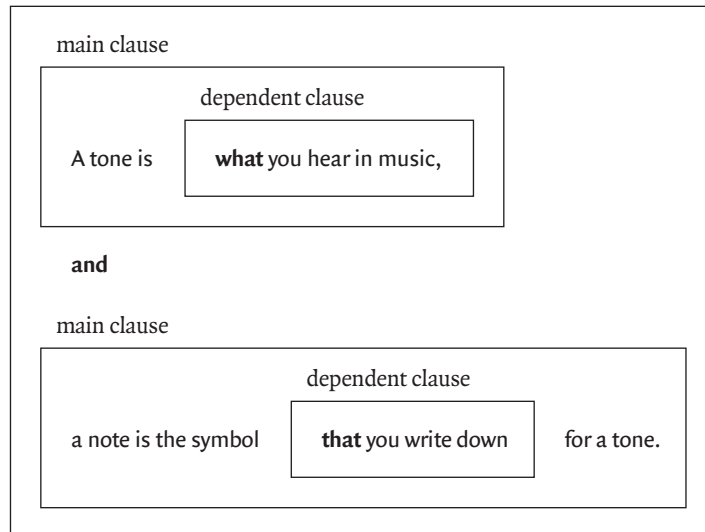 main clause
dependent clause
A tone is what you hear in music,
and
main clause
dependent clause
a note is the symbol that you write down for a tone.